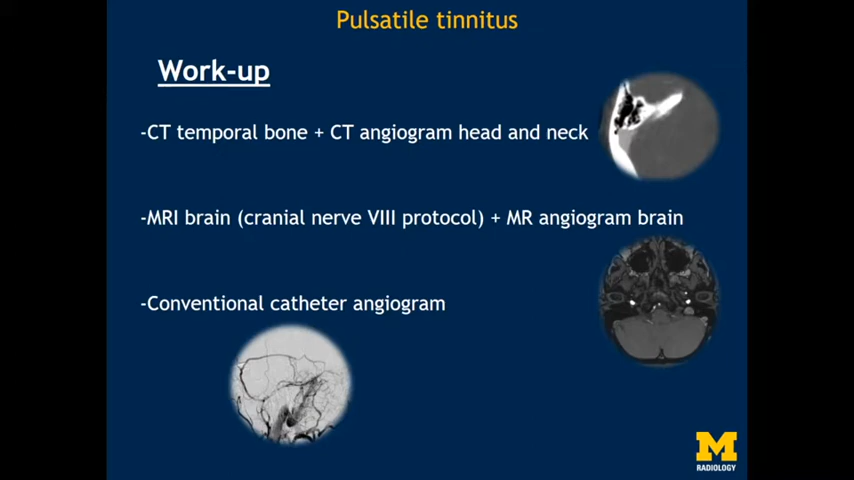 Pulsatile tinnitus
Work-up
-CT temporal bone + CT angiogram head and neck
-MRI brain (cranial nerve VIII protocol) + MR angiogram brain
-Conventional catheter angiogram
M
RADIOLOGY